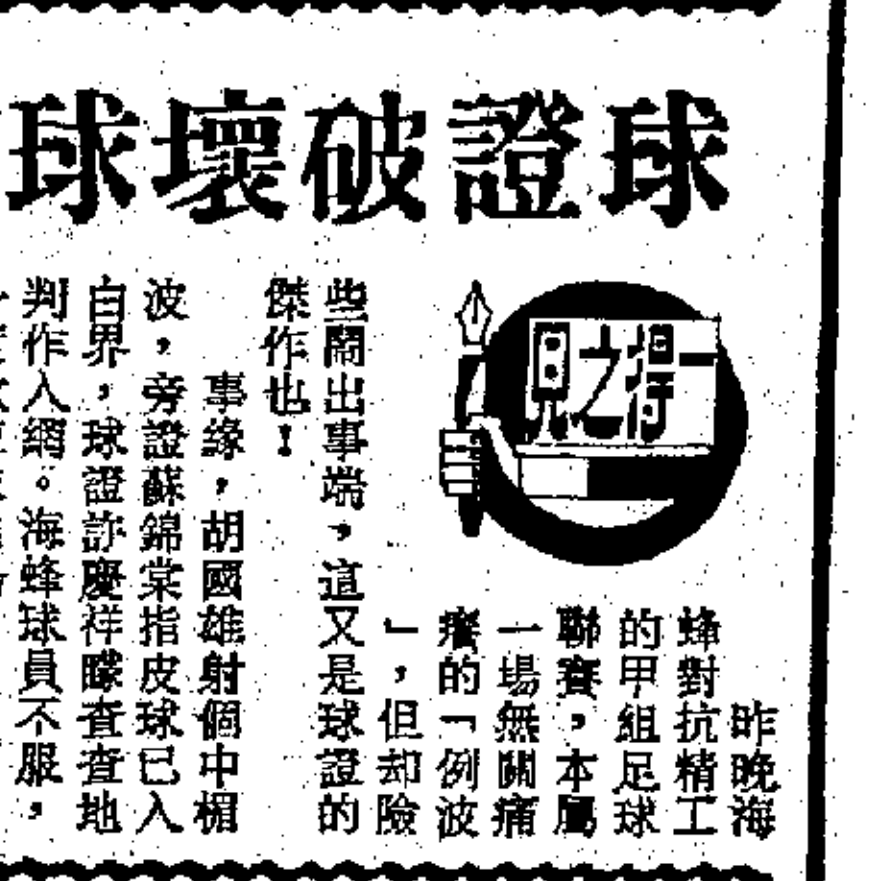 球證破壞球
一得之見
昨晚海
蜂對抗精工
的甲組足球
聯賽，本屬
一場無關痛
癢的「例波
」，但却險
些鬧出事端，這又是球證的
傑作也！
事緣，胡國雄射個中楣
波，旁證蘇錦棠指皮球已入
白界，球證許慶祥矇查查地
判作入網。海蜂球員不服，